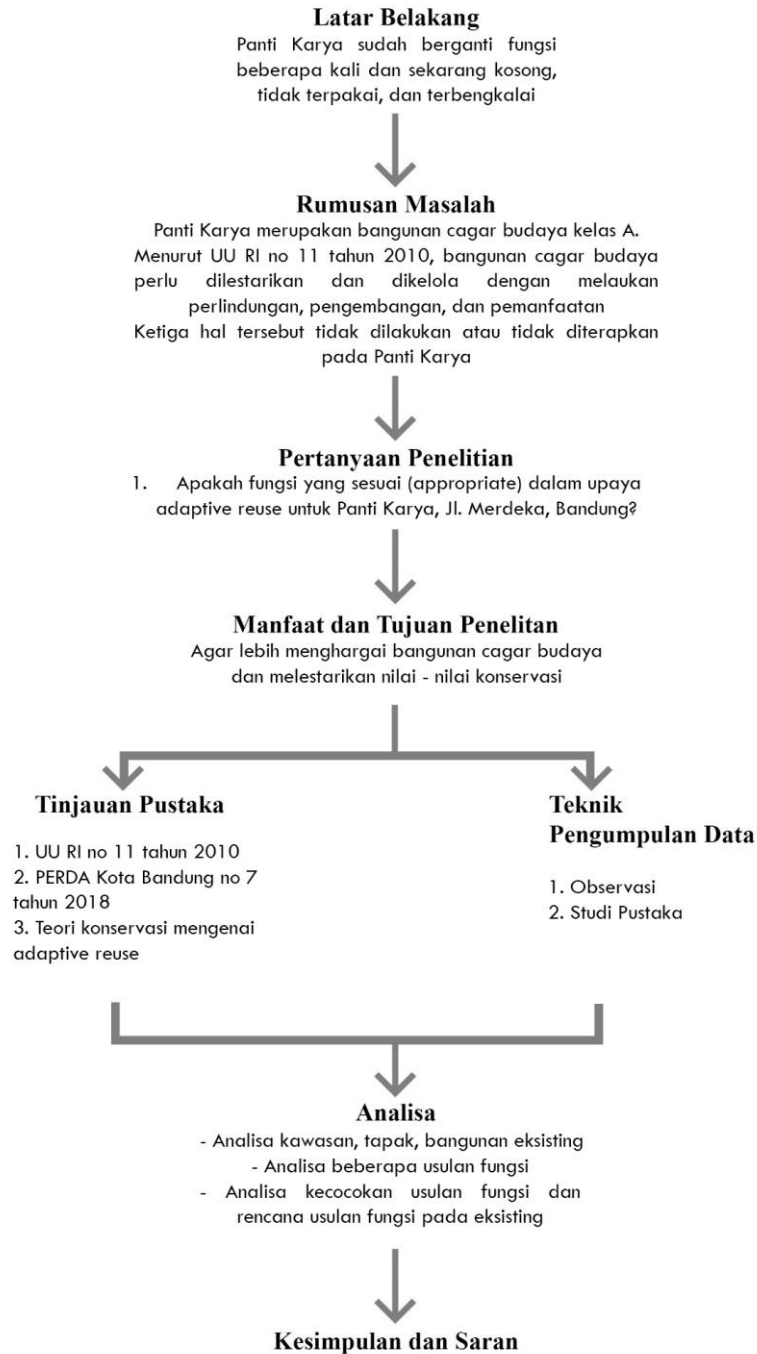 Latar Belakang
Panti Karya sudah berganti fungsi
beberapa kali dan sekarang kosong,
tidak terpakai, dan terbengkalai
Rumusan Masalah
Panti Karya merupakan bangunan cagar budaya kelas A.
Menurut UU RI no 11 tahun 2010, bangunan cagar budaya
perlu dilestarikan dan dikelola dengan melaukan
perlindungan, pengembangan, dan pemanfaatan
Ketiga hal tersebut tidak dilakukan atau tidak diterapkan
pada Panti Karya
Pertanyaan Penelitian
1. Apakah fungsi yang sesuai (appropriate) dalam upaya
adaptive reuse untuk Panti Karya, Jl. Merdeka, Bandung?
Manfaat dan Tujuan Penelitan
Agar lebih menghargai bangunan cagar budaya
dan melestarikan nilai - nilai konservasi
Tinjauan Pustaka
1. UU RI no 11 tahun 2010
2. PERDA Kota Bandung no 7
tahun 2018
3. Teori konservasi mengenai
adaptive reuse
Teknik
Pengumpulan Data
1. Observasi
2. Studi Pustaka
Analisa
- Analisa kawasan, tapak, bangunan eksisting
- Analisa beberapa usulan fungsi
- Analisa kecocokan usulan fungsi dan
rencana usulan fungsi pada eksisting
Kesimpulan dan Saran